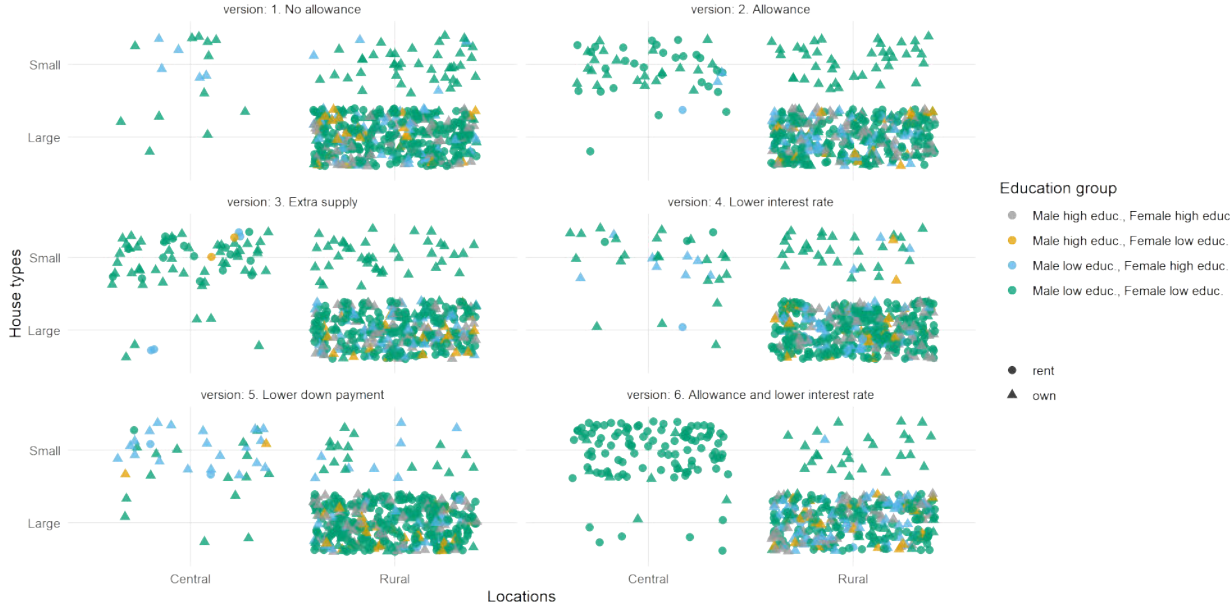 version: 1. No allowance
version: 2. Allowance
Small
Large
version: 3. Extra supply
version: 4. Lower interest rate
Small
Large
version: 5. Lower down payment
version: 6. Allowance and lower interest rate
Small
Large
Central
Rural
Central
Rural
Locations
House types
Education group
Male high educ., Female high educ
Male high educ., Female low educ.
Male low educ., Female high educ.
Male low educ., Female low educ.
rent
own